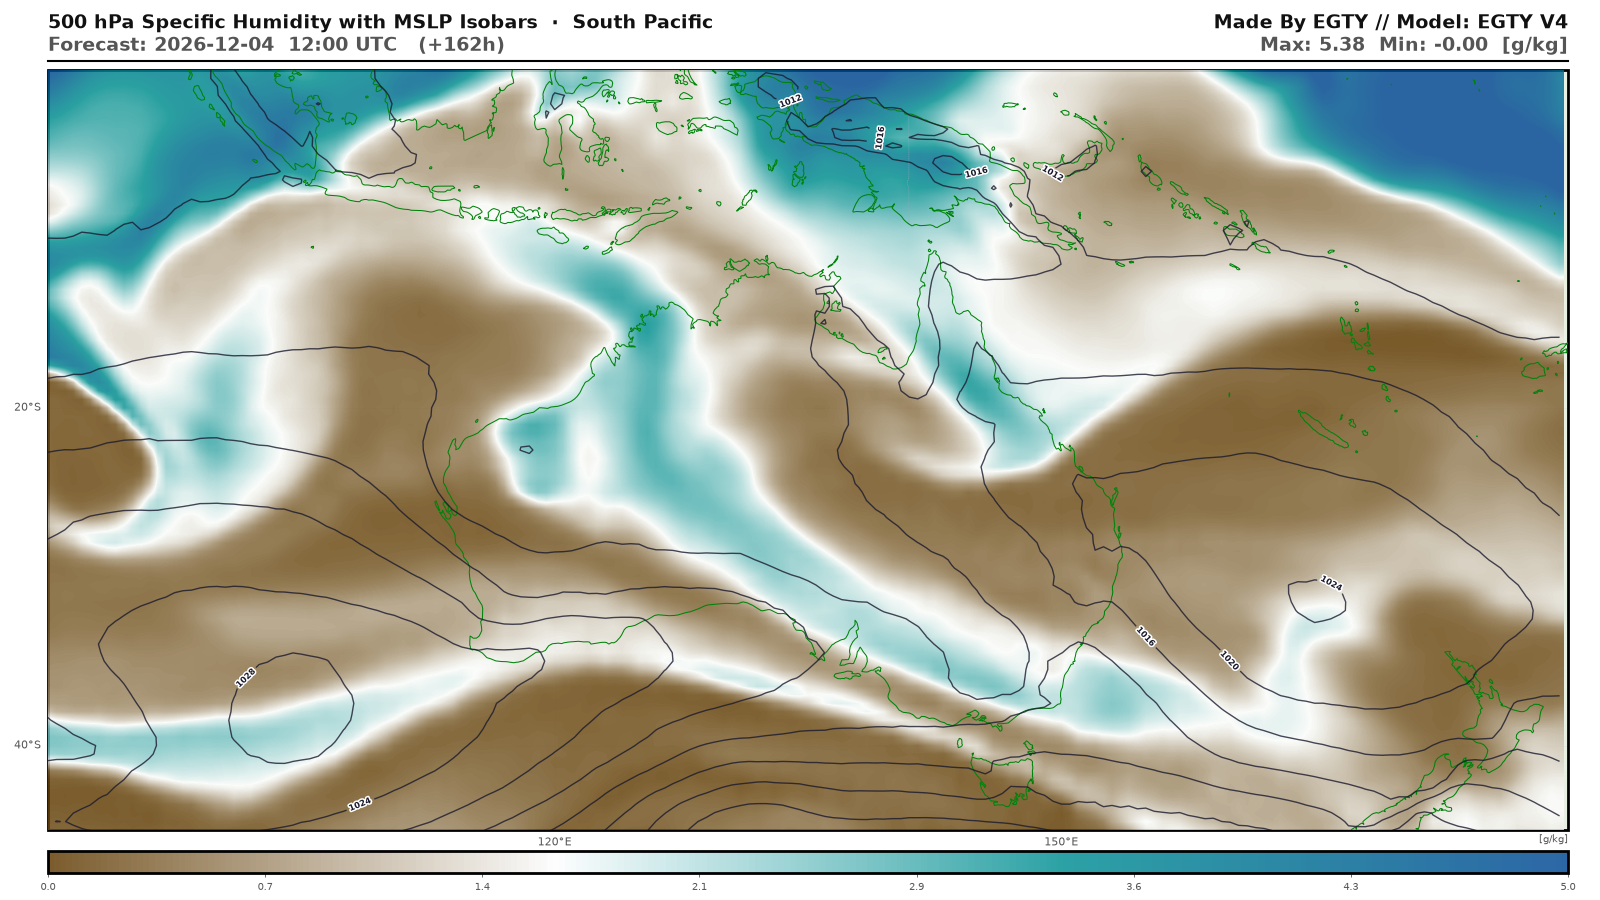 500 hPa Specific Humidity with MSLP Isobars · South Pacific
Made By EGTY // Model: EGTY V4
Forecast: 2026-12-04 12:00 UTC (+162h)
Max: 5.38 Min: -0.00 [g/kg]
1012
1016
1016
1012
20°S
1024
1016
1020
1028
40°S
1024
120°E
150°E
[g/kg]
0.0
0.7
1.4
2.1
2.9
3.6
4.3
5.0